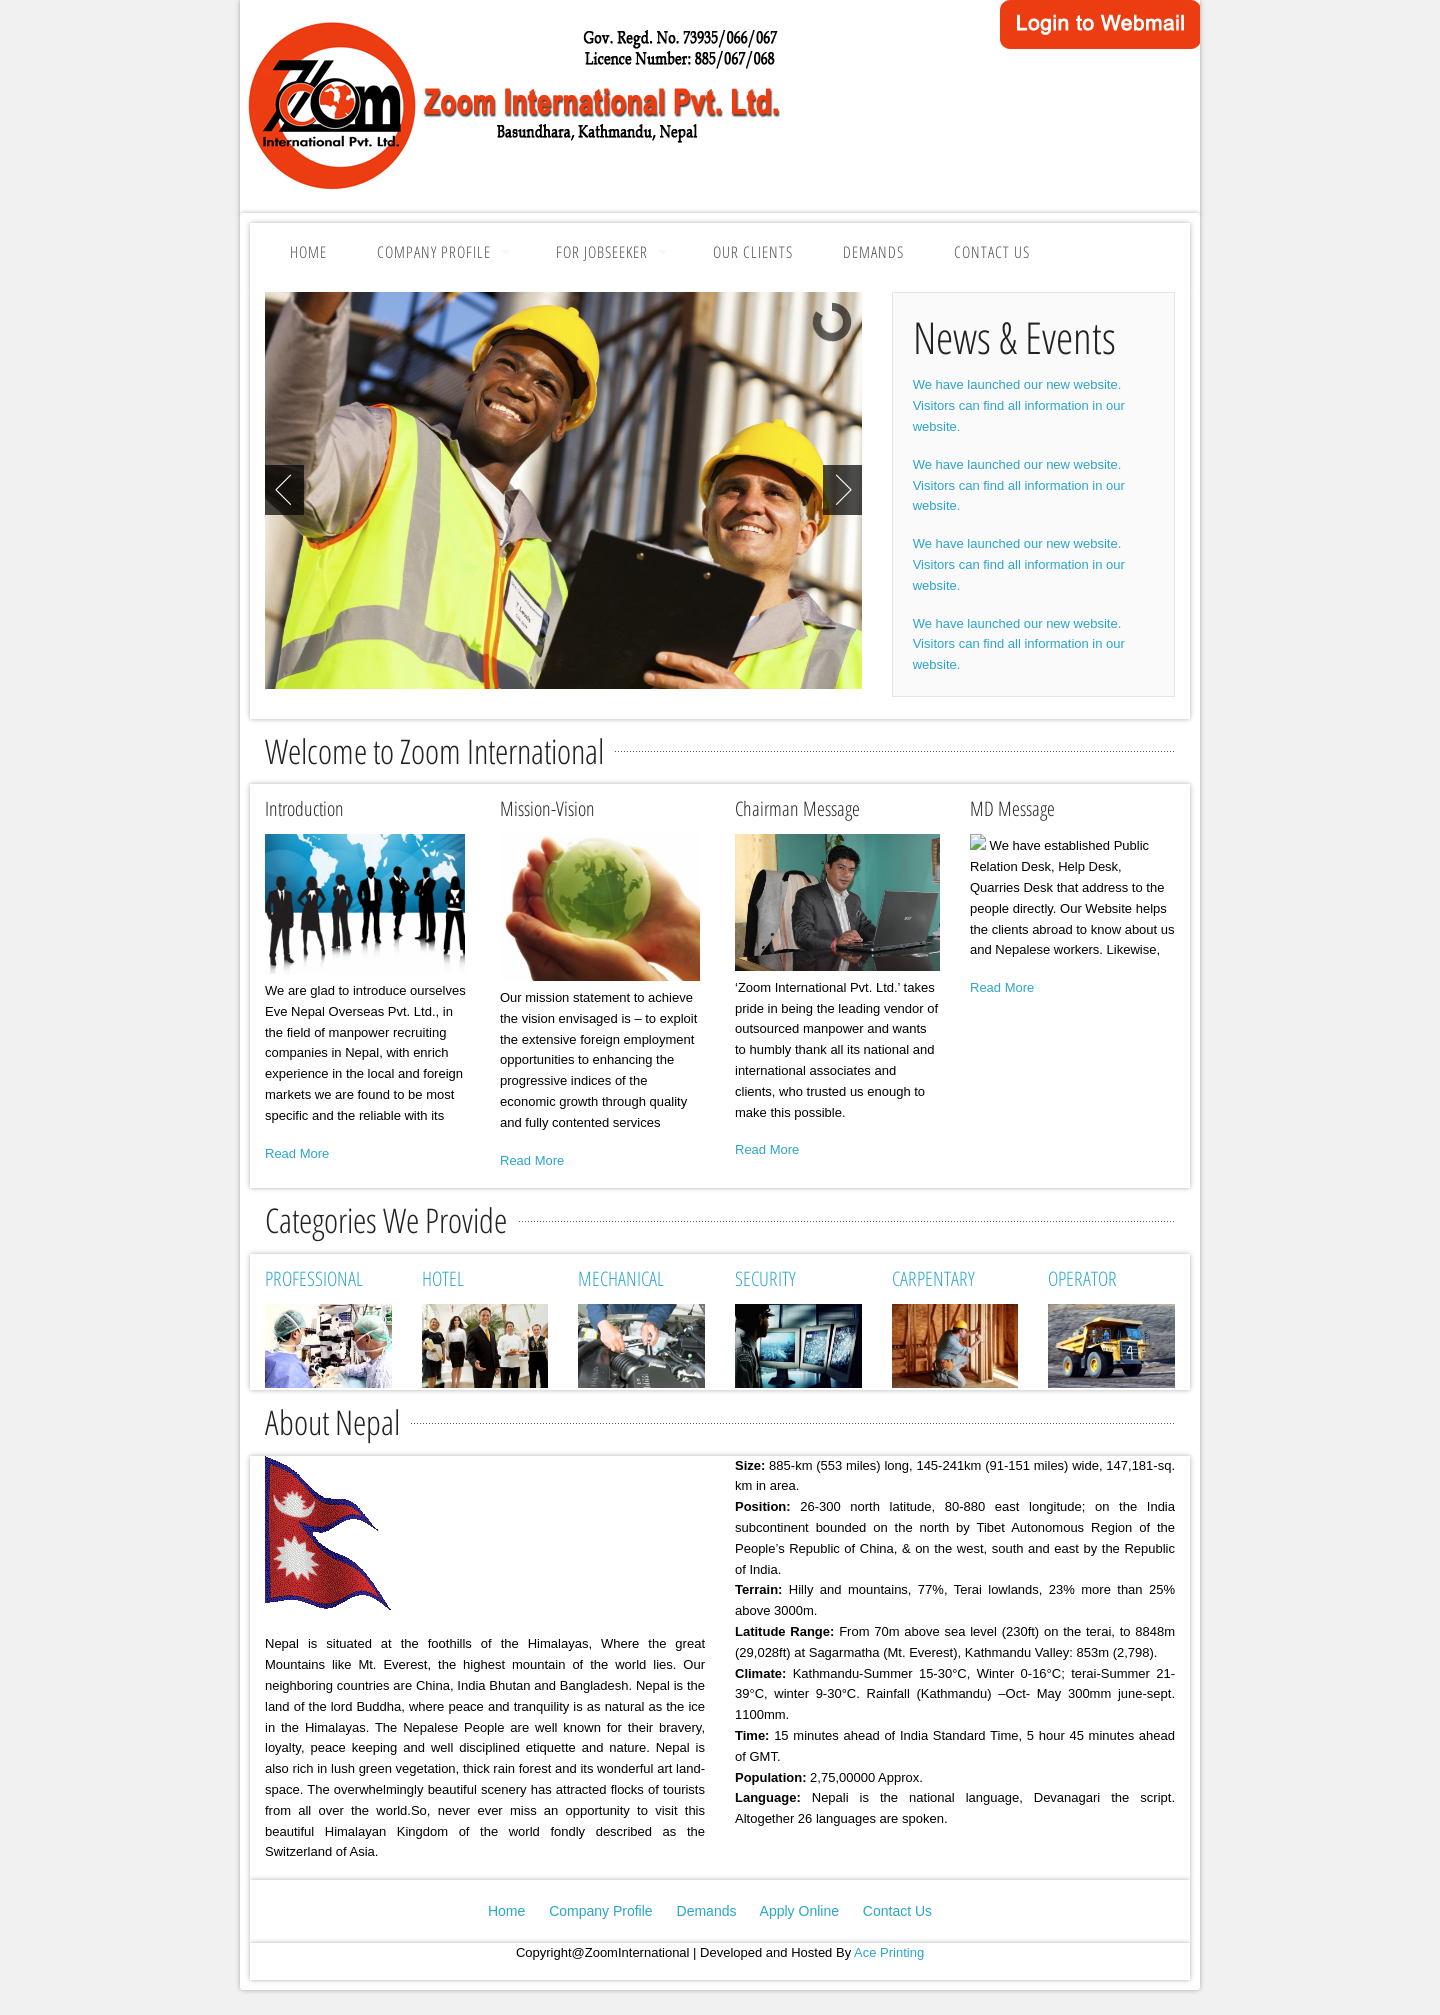 Login to Webmail
Gov. Regd. No. 73935/066/067
Licence Number: 885/067/068
Zoom
International Pvt. Ltd.
Zoom International Pvt. Ltd.
Basundhara, Kathmandu, Nepal
HOME COMPANY PROFILE FOR JOBSEEKER OUR CLIENTS DEMANDS CONTACT US
News & Events
We have launched our new website.
Visitors can find all information in our
website.
We have launched our new website.
Visitors can find all information in our
website.
We have launched our new website.
Visitors can find all information in our
website.
We have launched our new website.
Visitors can find all information in our
website.
Welcome to Zoom International
Introduction
We are glad to introduce ourselves
Eve Nepal Overseas Pvt. Ltd., in
the field of manpower recruiting
companies in Nepal, with enrich
experience in the local and foreign
markets we are found to be most
specific and the reliable with its
Read More
Mission-Vision
Our mission statement to achieve
the vision envisaged is – to exploit
the extensive foreign employment
opportunities to enhancing the
progressive indices of the
economic growth through quality
and fully contented services
Read More
Chairman Message
‘Zoom International Pvt. Ltd.’ takes
pride in being the leading vendor of
outsourced manpower and wants
to humbly thank all its national and
international associates and
clients, who trusted us enough to
make this possible.
Read More
MD Message
We have established Public
Relation Desk, Help Desk,
Quarries Desk that address to the
people directly. Our Website helps
the clients abroad to know about us
and Nepalese workers. Likewise,
Read More
Categories We Provide
PROFESSIONAL HOTEL MECHANICAL SECURITY CARPENTARY OPERATOR
4
About Nepal
Nepal is situated at the foothills of the Himalayas, Where the great
Mountains like Mt. Everest, the highest mountain of the world lies. Our
neighboring countries are China, India Bhutan and Bangladesh. Nepal is the
land of the lord Buddha, where peace and tranquility is as natural as the ice
in the Himalayas. The Nepalese People are well known for their bravery,
loyalty, peace keeping and well disciplined etiquette and nature. Nepal is
also rich in lush green vegetation, thick rain forest and its wonderful art land-
space. The overwhelmingly beautiful scenery has attracted flocks of tourists
from all over the world.So, never ever miss an opportunity to visit this
beautiful Himalayan Kingdom of the world fondly described as the
Switzerland of Asia.
Size: 885-km (553 miles) long, 145-241km (91-151 miles) wide, 147,181-sq.
km in area.
Position: 26-300 north latitude, 80-880 east longitude; on the India
subcontinent bounded on the north by Tibet Autonomous Region of the
People’s Republic of China, & on the west, south and east by the Republic
of India.
Terrain: Hilly and mountains, 77%, Terai lowlands, 23% more than 25%
above 3000m.
Latitude Range: From 70m above sea level (230ft) on the terai, to 8848m
(29,028ft) at Sagarmatha (Mt. Everest), Kathmandu Valley: 853m (2,798).
Climate: Kathmandu-Summer 15-30°C, Winter 0-16°C; terai-Summer 21-
39°C, winter 9-30°C. Rainfall (Kathmandu) –Oct- May 300mm june-sept.
1100mm.
Time: 15 minutes ahead of India Standard Time, 5 hour 45 minutes ahead
of GMT.
Population: 2,75,00000 Approx.
Language: Nepali is the national language, Devanagari the script.
Altogether 26 languages are spoken.
Home Company Profile Demands Apply Online Contact Us
Copyright@ZoomInternational | Developed and Hosted By Ace Printing